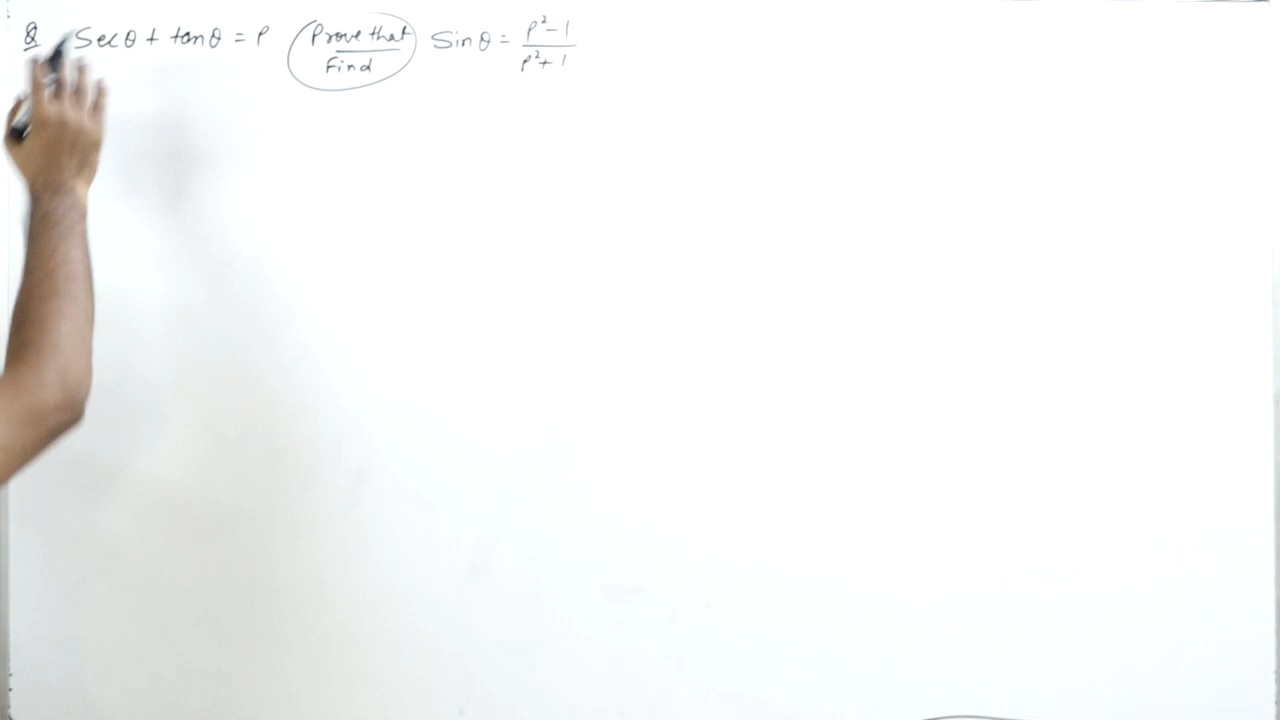 Q Secθ + tanθ = P Prove that Sinθ = P²-1 / P²+1
Find